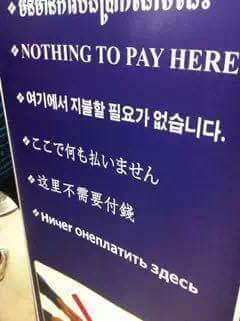 NOTHING TO PAY HERE
여기에서 지불할 필요가 없습니다.
ここで何も払いません
这里不需要付錢
Ничег онеплатить здесь